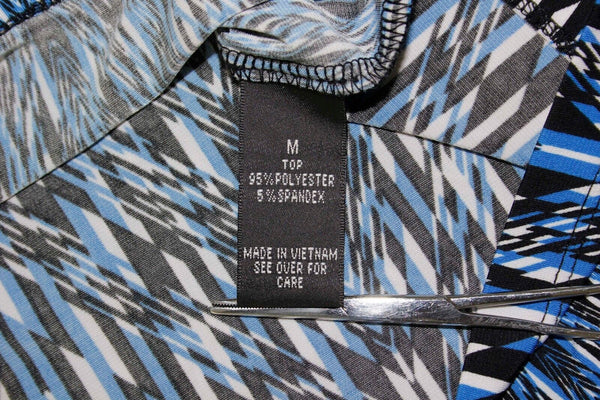 M
TOP
95%POLYESTER
5%SPANDEX
MADE IN VIETNAM
SEE OVER FOR
CARE